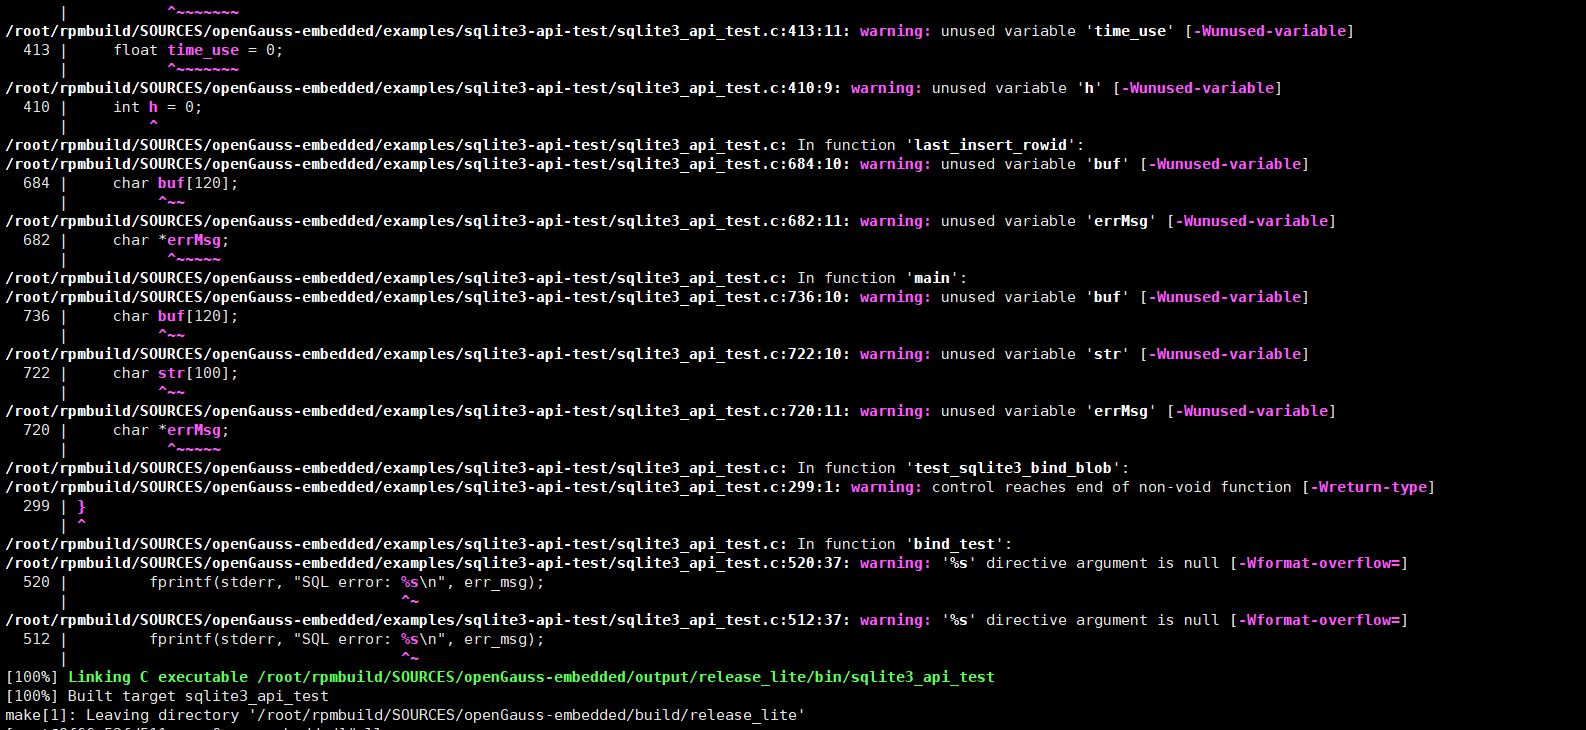 |           ^~~~~~~~
/root/rpmbuild/SOURCES/openGauss-embedded/examples/sqlite3-api-test/sqlite3_api_test.c:413:11: warning: unused variable 'time_use' [-Wunused-variable]
  413 |     float time_use = 0;
      |           ^~~~~~~~
/root/rpmbuild/SOURCES/openGauss-embedded/examples/sqlite3-api-test/sqlite3_api_test.c:410:9: warning: unused variable 'h' [-Wunused-variable]
  410 |     int h = 0;
      |         ^
/root/rpmbuild/SOURCES/openGauss-embedded/examples/sqlite3-api-test/sqlite3_api_test.c: In function 'last_insert_rowid':
/root/rpmbuild/SOURCES/openGauss-embedded/examples/sqlite3-api-test/sqlite3_api_test.c:684:10: warning: unused variable 'buf' [-Wunused-variable]
  684 |     char buf[120];
      |          ^~~
/root/rpmbuild/SOURCES/openGauss-embedded/examples/sqlite3-api-test/sqlite3_api_test.c:682:11: warning: unused variable 'errMsg' [-Wunused-variable]
  682 |     char *errMsg;
      |           ^~~~~~
/root/rpmbuild/SOURCES/openGauss-embedded/examples/sqlite3-api-test/sqlite3_api_test.c: In function 'main':
/root/rpmbuild/SOURCES/openGauss-embedded/examples/sqlite3-api-test/sqlite3_api_test.c:736:10: warning: unused variable 'buf' [-Wunused-variable]
  736 |     char buf[120];
      |          ^~~
/root/rpmbuild/SOURCES/openGauss-embedded/examples/sqlite3-api-test/sqlite3_api_test.c:722:10: warning: unused variable 'str' [-Wunused-variable]
  722 |     char str[100];
      |          ^~~
/root/rpmbuild/SOURCES/openGauss-embedded/examples/sqlite3-api-test/sqlite3_api_test.c:720:11: warning: unused variable 'errMsg' [-Wunused-variable]
  720 |     char *errMsg;
      |           ^~~~~~
/root/rpmbuild/SOURCES/openGauss-embedded/examples/sqlite3-api-test/sqlite3_api_test.c: In function 'test_sqlite3_bind_blob':
/root/rpmbuild/SOURCES/openGauss-embedded/examples/sqlite3-api-test/sqlite3_api_test.c:299:1: warning: control reaches end of non-void function [-Wreturn-type]
  299 | }
      | ^
/root/rpmbuild/SOURCES/openGauss-embedded/examples/sqlite3-api-test/sqlite3_api_test.c: In function 'bind_test':
/root/rpmbuild/SOURCES/openGauss-embedded/examples/sqlite3-api-test/sqlite3_api_test.c:520:37: warning: '%s' directive argument is null [-Wformat-overflow=]
  520 |         fprintf(stderr, "SQL error: %s\n", err_msg);
      |                                     ^~
/root/rpmbuild/SOURCES/openGauss-embedded/examples/sqlite3-api-test/sqlite3_api_test.c:512:37: warning: '%s' directive argument is null [-Wformat-overflow=]
  512 |         fprintf(stderr, "SQL error: %s\n", err_msg);
      |                                     ^~
[100%] Linking C executable /root/rpmbuild/SOURCES/openGauss-embedded/output/release_lite/bin/sqlite3_api_test
[100%] Built target sqlite3_api_test
make[1]: Leaving directory '/root/rpmbuild/SOURCES/openGauss-embedded/build/release_lite'